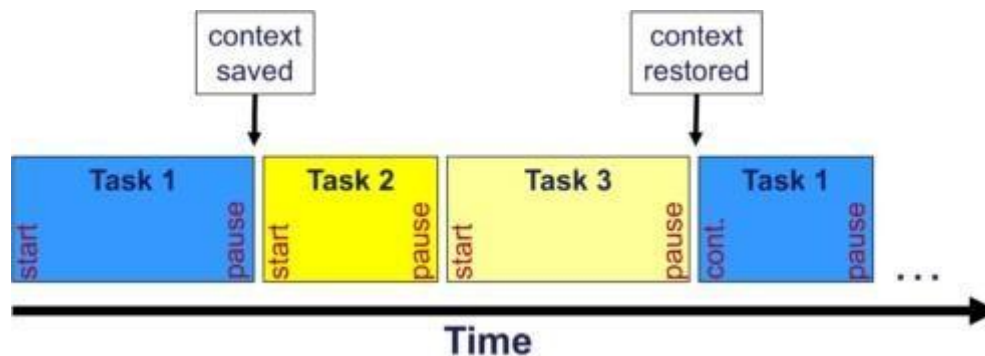 context
saved
context
restored
Task 1
start
pause
Task 2
start
pause
Task 3
start
pause
Task 1
cont.
pause
...
Time